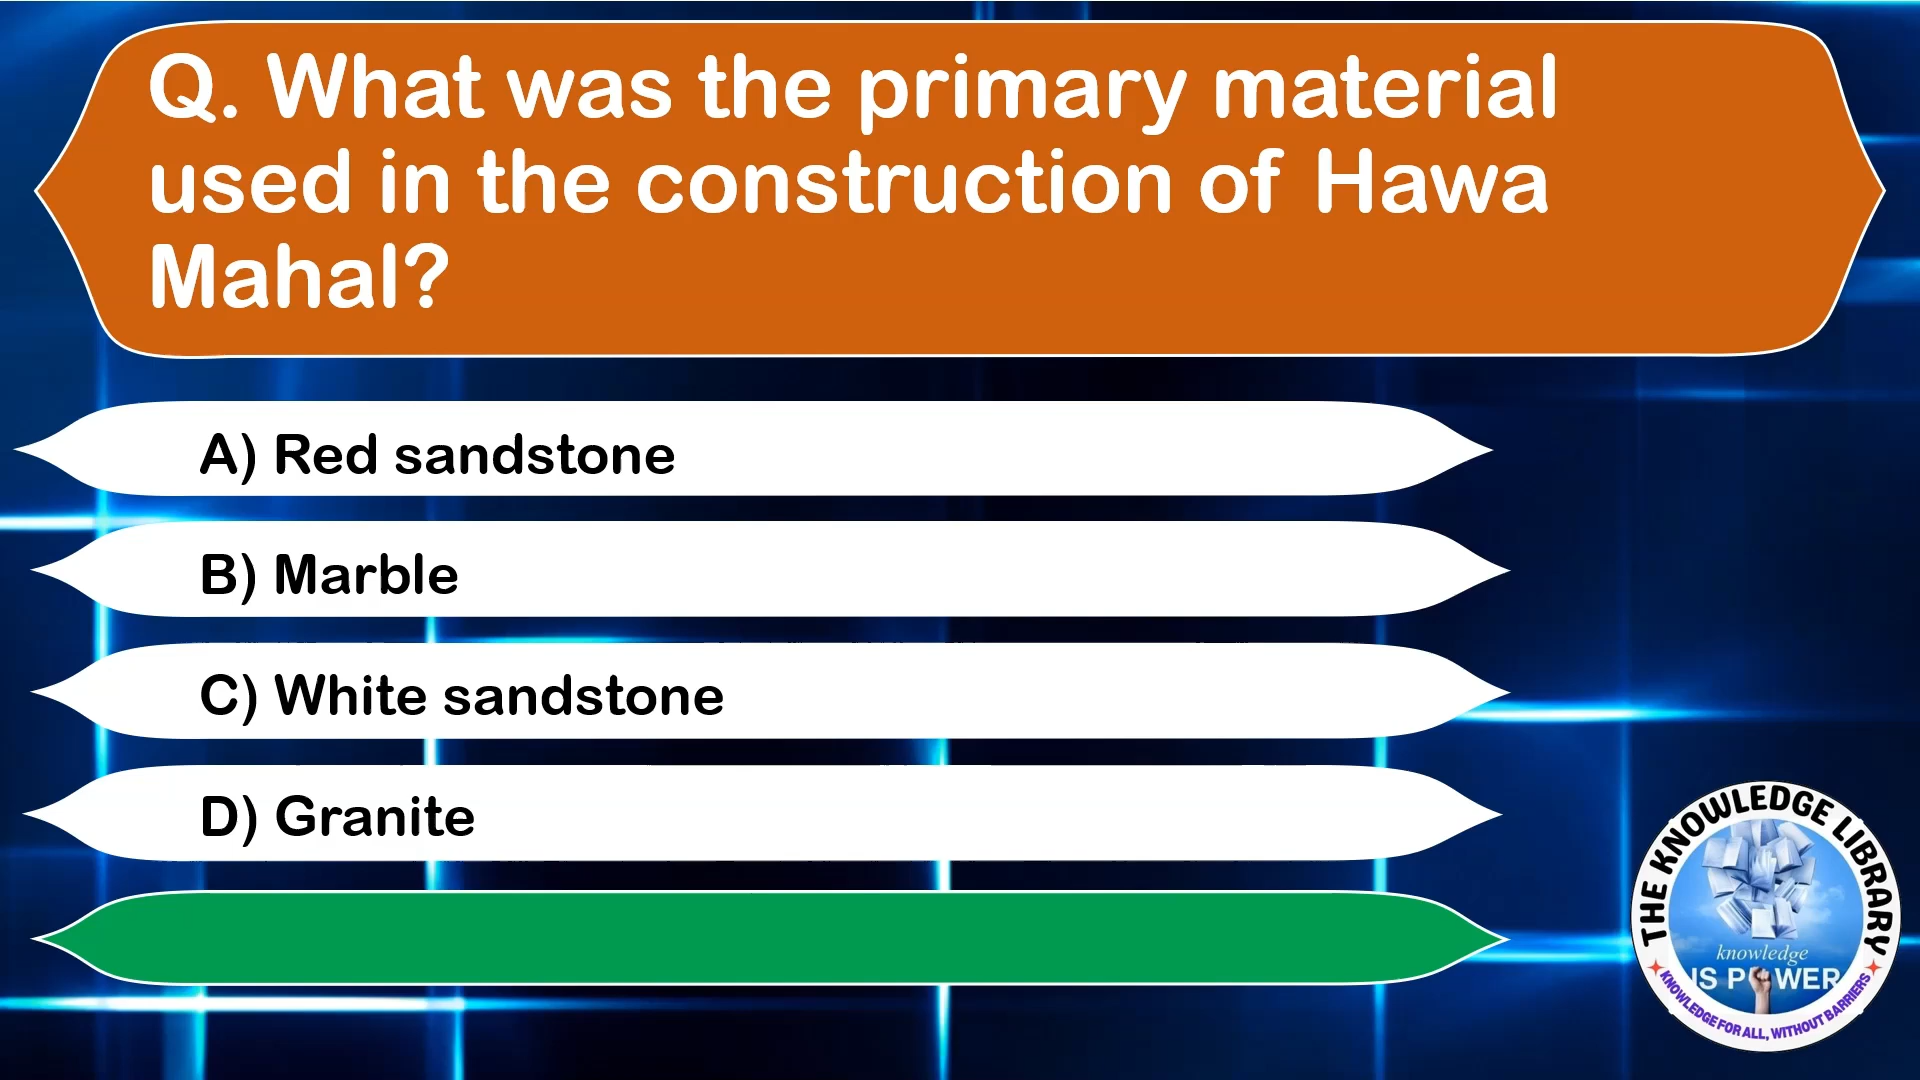 Q. What was the primary material
used in the construction of Hawa
Mahal?
A) Red sandstone
B) Marble
C) White sandstone
D) Granite
THE KNOWLEDGE LIBRARY
knowledge
IS POWER
KNOWLEDGE FOR ALL, WITHOUT BARRIERS